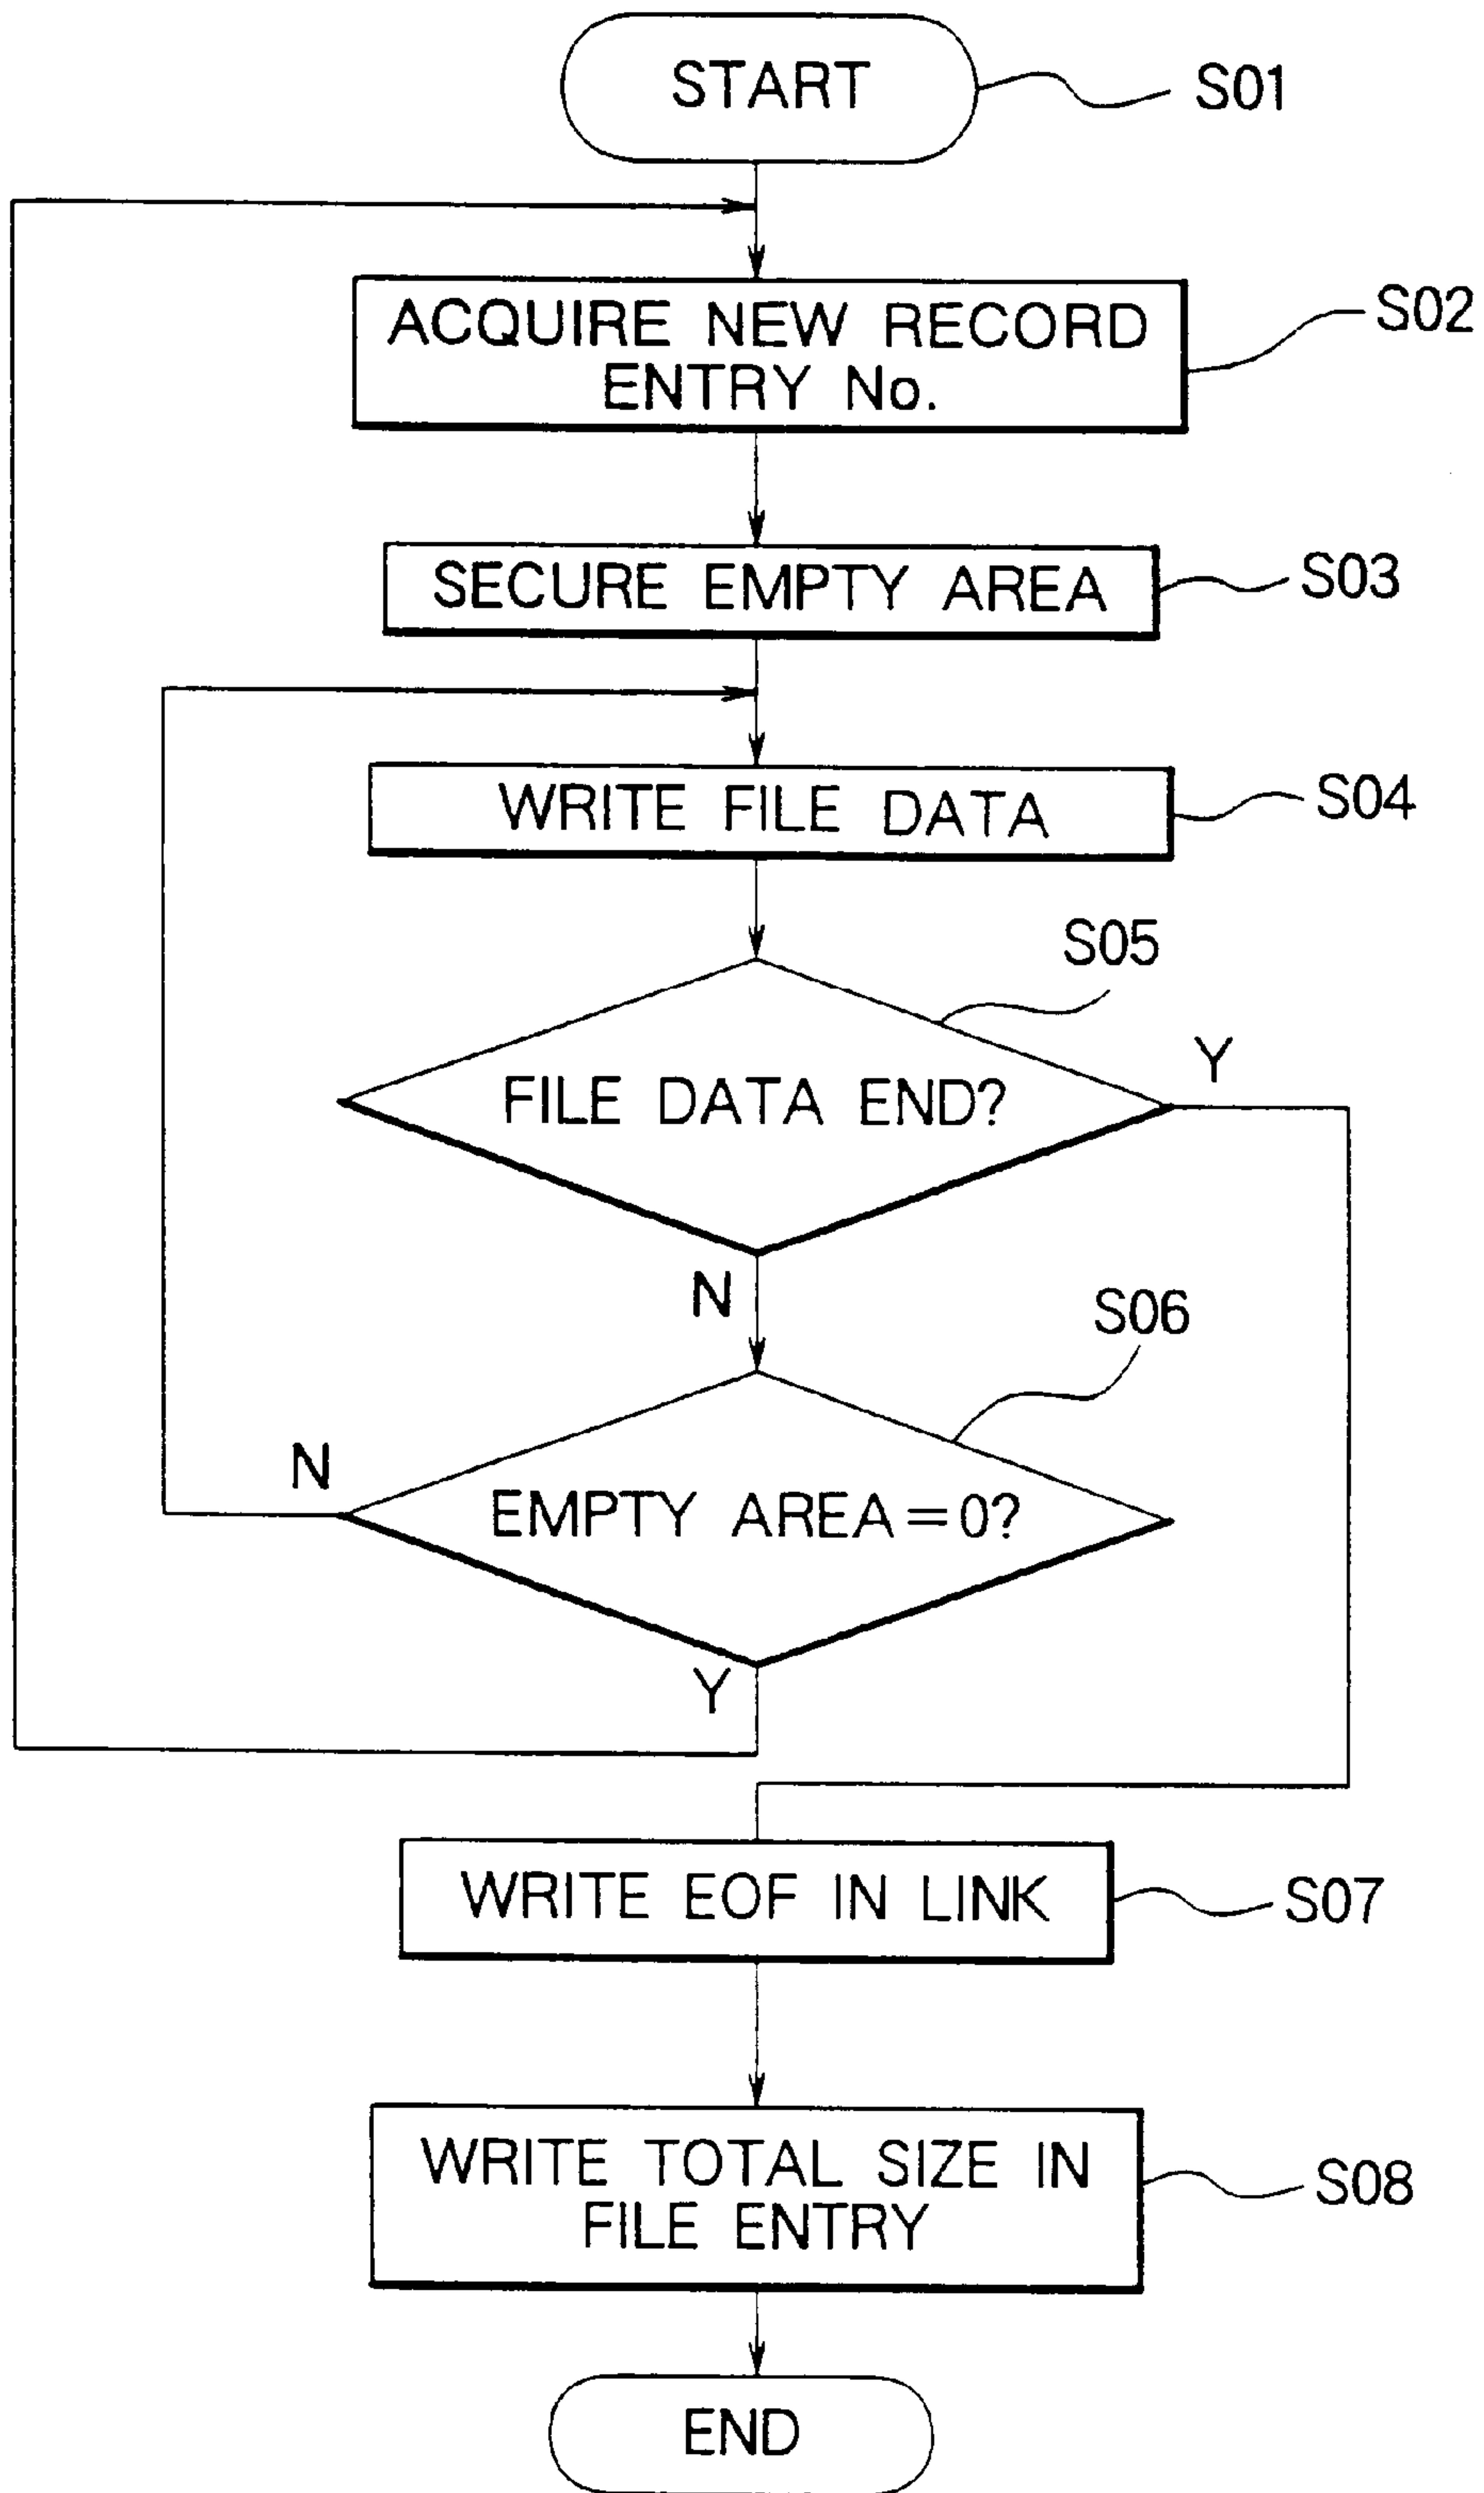 START
S01
ACQUIRE NEW RECORD
ENTRY No.
S02
SECURE EMPTY AREA
S03
WRITE FILE DATA
S04
S05
FILE DATA END?
Y
N
S06
N
EMPTY AREA=0?
Y
WRITE EOF IN LINK
S07
WRITE TOTAL SIZE IN
FILE ENTRY
S08
END